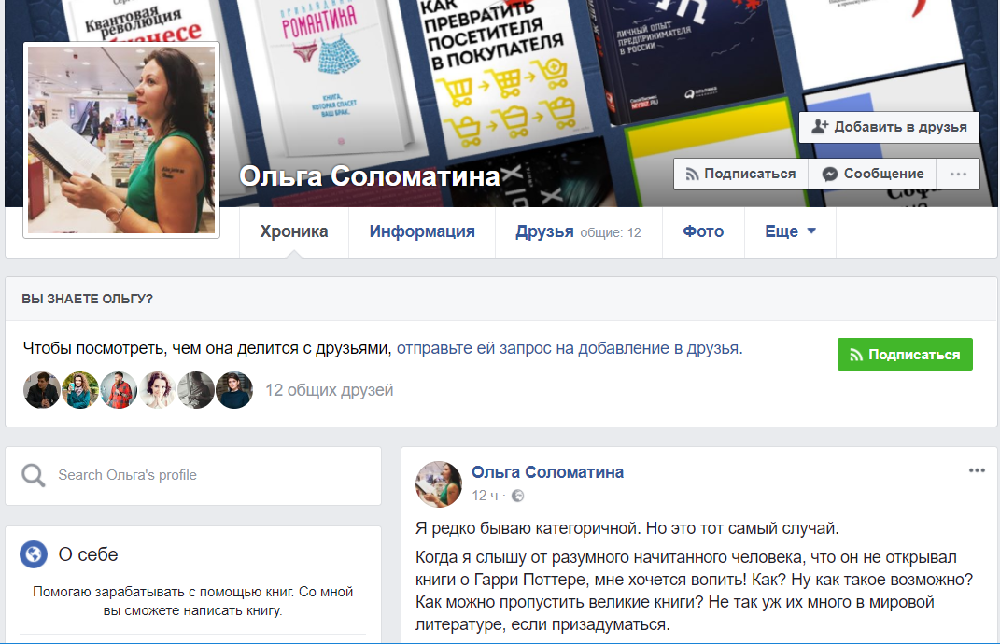 Квантовая
революция
бизнесе
РОМАНТИКА
КНИГА,
КОТОРАЯ СПАСЕТ
ВАШ БРАК.
КАК
ПРЕВРАТИТЬ
ПОСЕТИТЕЛЯ
В ПОКУПАТЕЛЯ
ЛИЧНЫЙ ОПЫТ
ПРЕДПРИНИМАТЕЛЯ
В РОССИИ
MYBIZ.RU
Добавить в друзья
Ольга Соломатина
Подписаться
Сообщение
Хроника
Информация
Друзья общие: 12
Фото
Еще
ВЫ ЗНАЕТЕ ОЛЬГУ?
Чтобы посмотреть, чем она делится с друзьями, отправьте ей запрос на добавление в друзья.
Подписаться
12 общих друзей
Search Ольга's profile
О себе
Помогаю зарабатывать с помощью книг. Со мной
вы сможете написать книгу.
Ольга Соломатина
12 ч ·
Я редко бываю категоричной. Но это тот самый случай.
Когда я слышу от разумного начитанного человека, что он не открывал
книги о Гарри Поттере, мне хочется вопить! Как? Ну как такое возможно?
Как можно пропустить великие книги? Не так уж их много в мировой
литературе, если призадуматься.